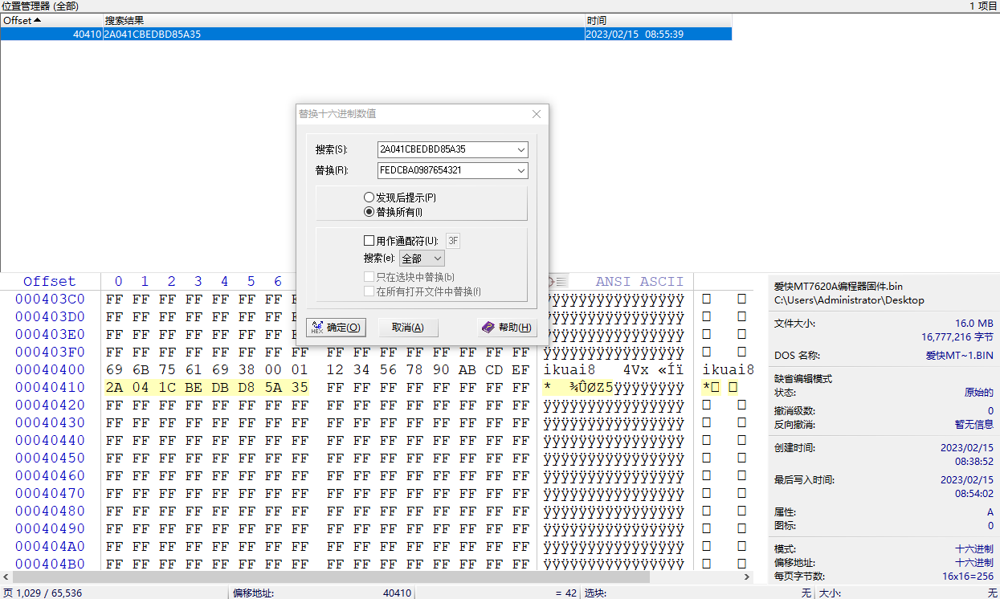 位置管理器 (全部) 1 项目
Offset 搜索结果 时间
40410 2A041CBEDBD85A35 2023/02/15 08:55:39
替换十六进制数值
搜索(S): 2A041CBEDBD85A35
替换(R): FEDCBA0987654321
发现后提示(P)
替换所有(I)
用作通配符(U): 3F
搜索(e): 全部
只在选块中替换(b)
在所有打开文件中替换(f)
确定(O) 取消(A) 帮助(H)
Offset 0 1 2 3 4 5 6 ANSI ASCII
000403C0 FF FF FF FF FF FF FF ÿÿÿÿÿÿÿÿÿÿÿÿÿÿÿ
000403D0 FF FF FF FF FF FF FF ÿÿÿÿÿÿÿÿÿÿÿÿÿÿÿ
000403E0 FF FF FF FF FF FF FF ÿÿÿÿÿÿÿÿÿÿÿÿÿÿÿ
000403F0 FF FF FF FF FF FF FF FF FF FF FF FF FF FF FF FF ÿÿÿÿÿÿÿÿÿÿÿÿÿÿÿÿ
00040400 69 6B 75 61 69 38 00 01 12 34 56 78 90 AB CD EF ikuai8 4Vx «Íï ikuai8
00040410 2A 04 1C BE DB D8 5A 35 FF FF FF FF FF FF FF FF * ¾ÛØZ5ÿÿÿÿÿÿÿÿ *
00040420 FF FF FF FF FF FF FF FF FF FF FF FF FF FF FF FF ÿÿÿÿÿÿÿÿÿÿÿÿÿÿÿÿ
00040430 FF FF FF FF FF FF FF FF FF FF FF FF FF FF FF FF ÿÿÿÿÿÿÿÿÿÿÿÿÿÿÿÿ
00040440 FF FF FF FF FF FF FF FF FF FF FF FF FF FF FF FF ÿÿÿÿÿÿÿÿÿÿÿÿÿÿÿÿ
00040450 FF FF FF FF FF FF FF FF FF FF FF FF FF FF FF FF ÿÿÿÿÿÿÿÿÿÿÿÿÿÿÿÿ
00040460 FF FF FF FF FF FF FF FF FF FF FF FF FF FF FF FF ÿÿÿÿÿÿÿÿÿÿÿÿÿÿÿÿ
00040470 FF FF FF FF FF FF FF FF FF FF FF FF FF FF FF FF ÿÿÿÿÿÿÿÿÿÿÿÿÿÿÿÿ
00040480 FF FF FF FF FF FF FF FF FF FF FF FF FF FF FF FF ÿÿÿÿÿÿÿÿÿÿÿÿÿÿÿÿ
00040490 FF FF FF FF FF FF FF FF FF FF FF FF FF FF FF FF ÿÿÿÿÿÿÿÿÿÿÿÿÿÿÿÿ
000404A0 FF FF FF FF FF FF FF FF FF FF FF FF FF FF FF FF ÿÿÿÿÿÿÿÿÿÿÿÿÿÿÿÿ
000404B0 FF FF FF FF FF FF FF FF FF FF FF FF FF FF FF FF ÿÿÿÿÿÿÿÿÿÿÿÿÿÿÿÿ
爱快MT7620A编程器固件.bin
C:\Users\Administrator\Desktop
文件大小: 16.0 MB
16,777,216 字节
DOS 名称: 爱快MT~1.BIN
缺省编辑模式
状态: 原始的
撤消级数: 0
反向撤消: 暂无信息
创建时间: 2023/02/15
08:38:52
最后写入时间: 2023/02/15
08:54:02
属性: A
图标: 0
模式: 十六进制
偏移地址: 十六进制
每页字节数: 16x16=256
页 1,029 / 65,536 偏移地址: 40410 = 42 选块: 无 大小: 无